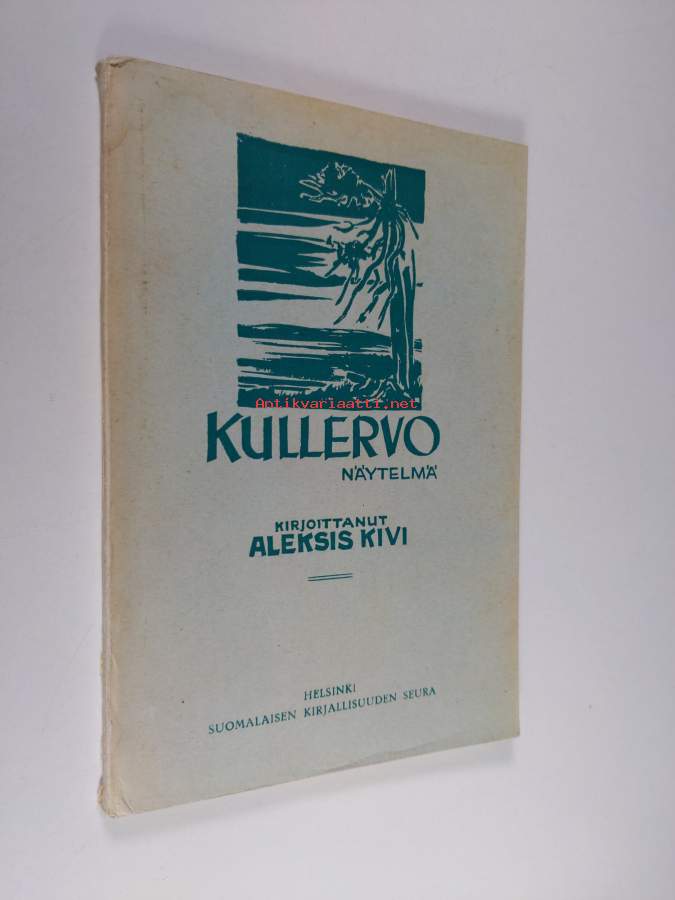 Antikvariaatti.net
KULLERVO
NÄYTELMÄ
KIRJOITTANUT
ALEKSIS KIVI
HELSINKI
SUOMALAISEN KIRJALLISUUDEN SEURA